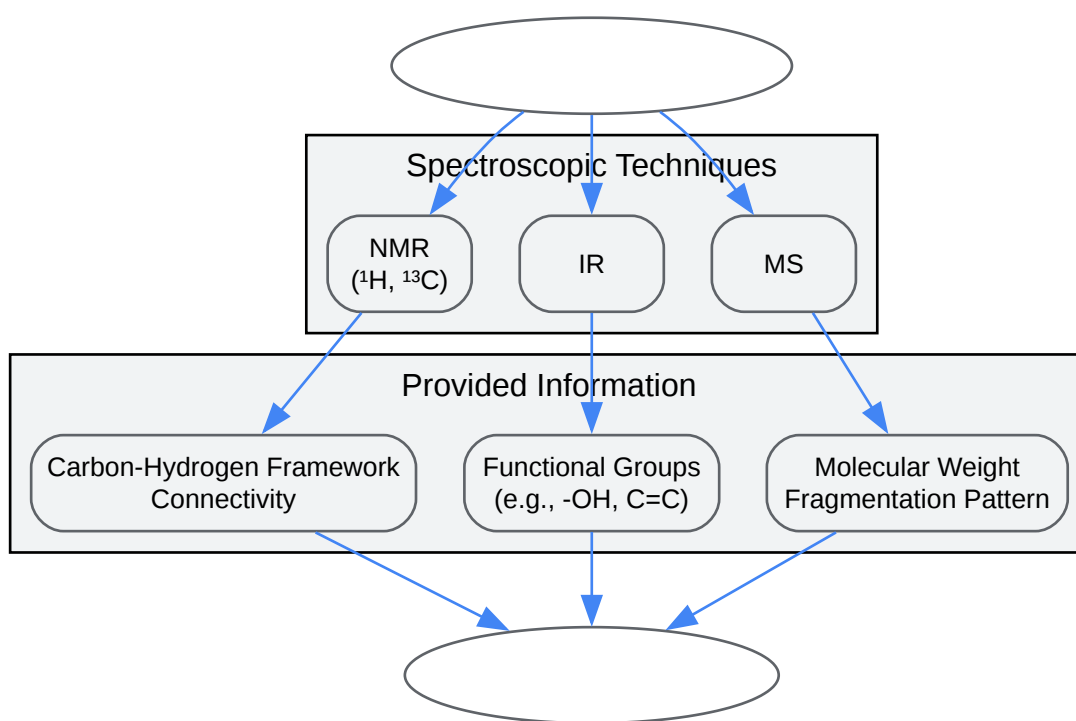 Spectroscopic Techniques
NMR
(¹H, ¹³C)
IR
MS
Provided Information
Carbon-Hydrogen Framework
Connectivity
Functional Groups
(e.g., -OH, C=C)
Molecular Weight
Fragmentation Pattern